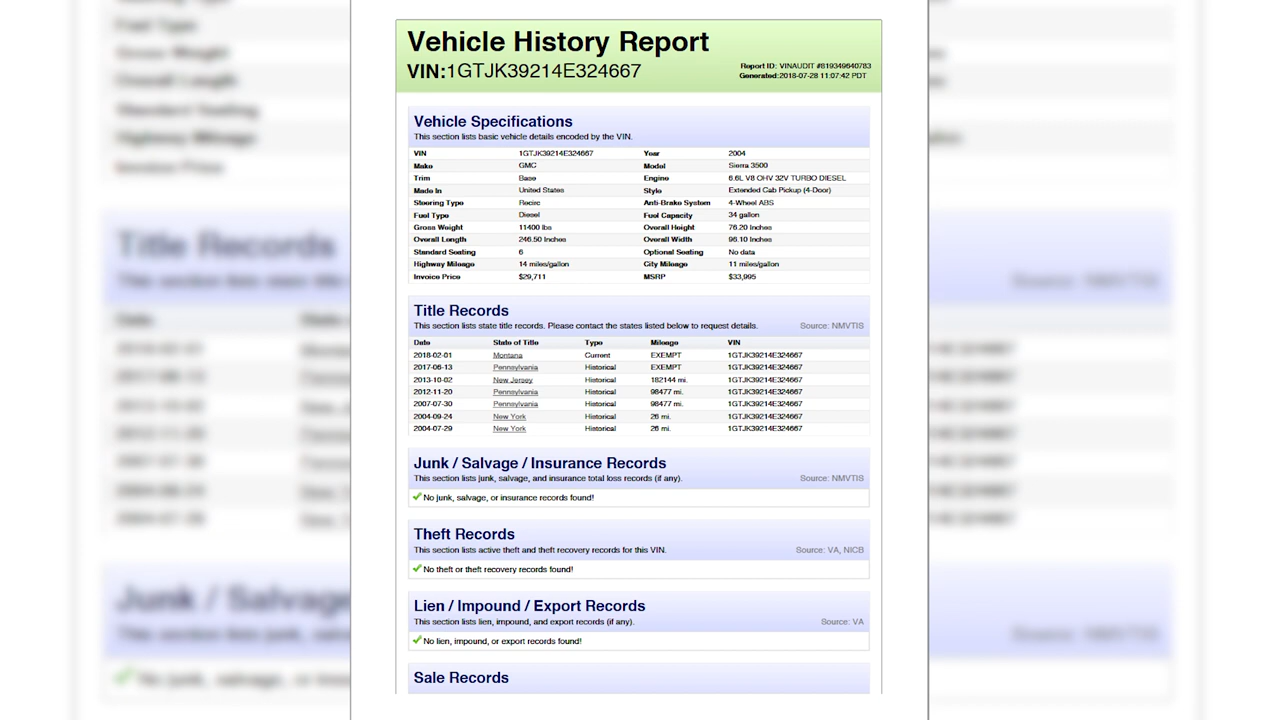 Vehicle History Report
VIN:1GTJK39214E324667
Report ID: VINAUDIT #819349640783
Generated:2018-07-28 11:07:42 PDT
Vehicle Specifications
This section lists basic vehicle details encoded by the VIN.
VIN 1GTJK39214E324667 Year 2004
Make GMC Model Sierra 3500
Trim Base Engine 6.6L V8 OHV 32V TURBO DIESEL
Made In United States Style Extended Cab Pickup (4-Door)
Steering Type Recirc Anti-Brake System 4-Wheel ABS
Fuel Type Diesel Fuel Capacity 34 gallon
Gross Weight 11400 lbs Overall Height 76.20 Inches
Overall Length 246.50 Inches Overall Width 96.10 Inches
Standard Seating 6 Optional Seating No data
Highway Mileage 14 miles/gallon City Mileage 11 miles/gallon
Invoice Price $29,711 MSRP $33,995
Title Records
This section lists state title records. Please contact the states listed below to request details. Source: NMVTIS
Date State of Title Type Mileage VIN
2018-02-01 Montana Current EXEMPT 1GTJK39214E324667
2017-06-13 Pennsylvania Historical EXEMPT 1GTJK39214E324667
2013-10-02 New Jersey Historical 182144 mi. 1GTJK39214E324667
2012-11-20 Pennsylvania Historical 98477 mi. 1GTJK39214E324667
2007-07-30 Pennsylvania Historical 98477 mi. 1GTJK39214E324667
2004-09-24 New York Historical 26 mi. 1GTJK39214E324667
2004-07-29 New York Historical 26 mi. 1GTJK39214E324667
Junk / Salvage / Insurance Records
This section lists junk, salvage, and insurance total loss records (if any). Source: NMVTIS
No junk, salvage, or insurance records found!
Theft Records
This section lists active theft and theft recovery records for this VIN. Source: VA, NICB
No theft or theft recovery records found!
Lien / Impound / Export Records
This section lists lien, impound, and export records (if any). Source: VA
No lien, impound, or export records found!
Sale Records